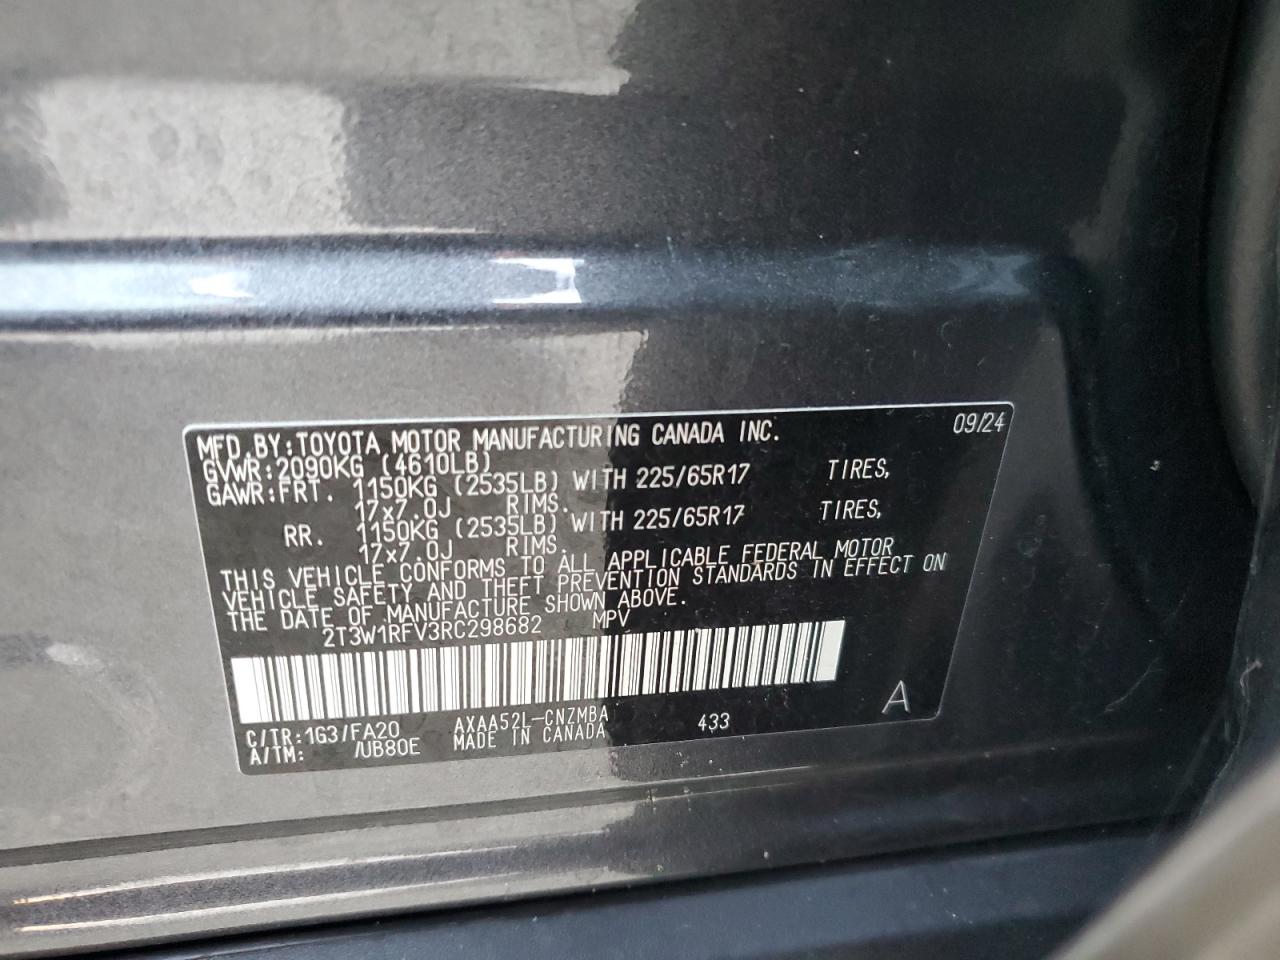 09/24
MFD.BY:TOYOTA MOTOR MANUFACTURING CANADA INC.
GVWR:2090KG (4610LB)
GAWR:FRT. 1150KG (2535LB) WITH 225/65R17 TIRES,
17x7.0J RIMS.
RR. 1150KG (2535LB) WITH 225/65R17 TIRES,
17x7.0J RIMS.
THIS VEHICLE CONFORMS TO ALL APPLICABLE FEDERAL MOTOR
VEHICLE SAFETY AND THEFT PREVENTION STANDARDS IN EFFECT ON
THE DATE OF MANUFACTURE SHOWN ABOVE.
2T3W1RFV3RC298682 MPV
C/TR:1G3/FA20 AXAA52L-CNZMBA 433 A
A/TM: /UB80E MADE IN CANADA